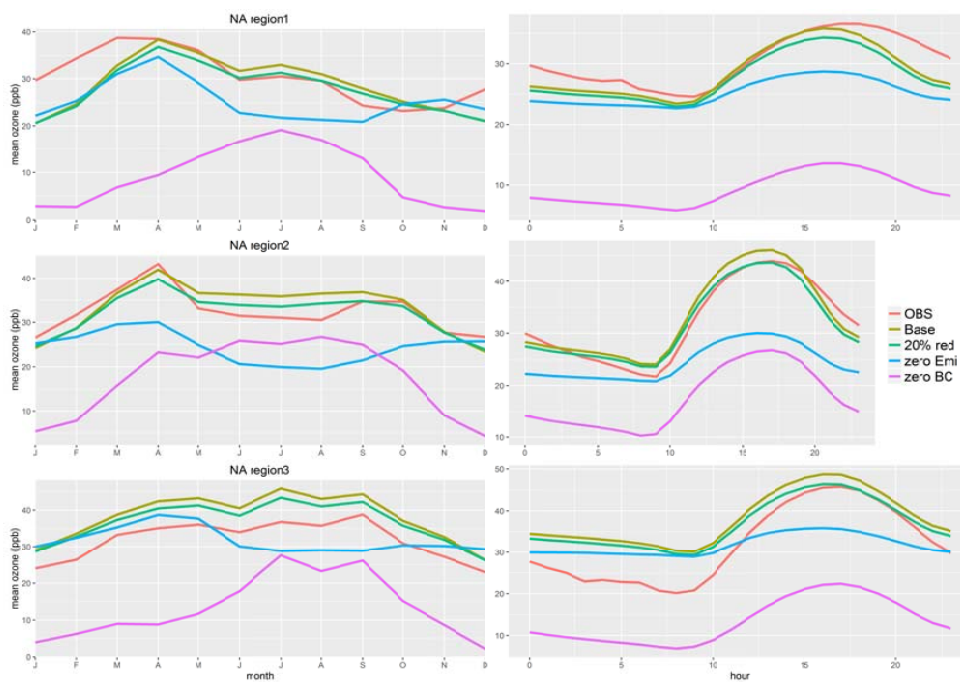 NA region1
mean ozone (ppb)
40
30
20
10
0
J F M A M J J A S O N D
30
20
10
0 5 10 15 20
NA region2
mean ozone (ppb)
40
30
20
10
J F M A M J J A S O N D
40
30
20
10
0 5 10 15 20
OBS
Base
20% red
zero Emi
zero BC
NA region3
mean ozone (ppb)
40
30
20
10
0
J F M A M J J A S O N D
month
50
40
30
20
10
0 5 10 15 20
hour